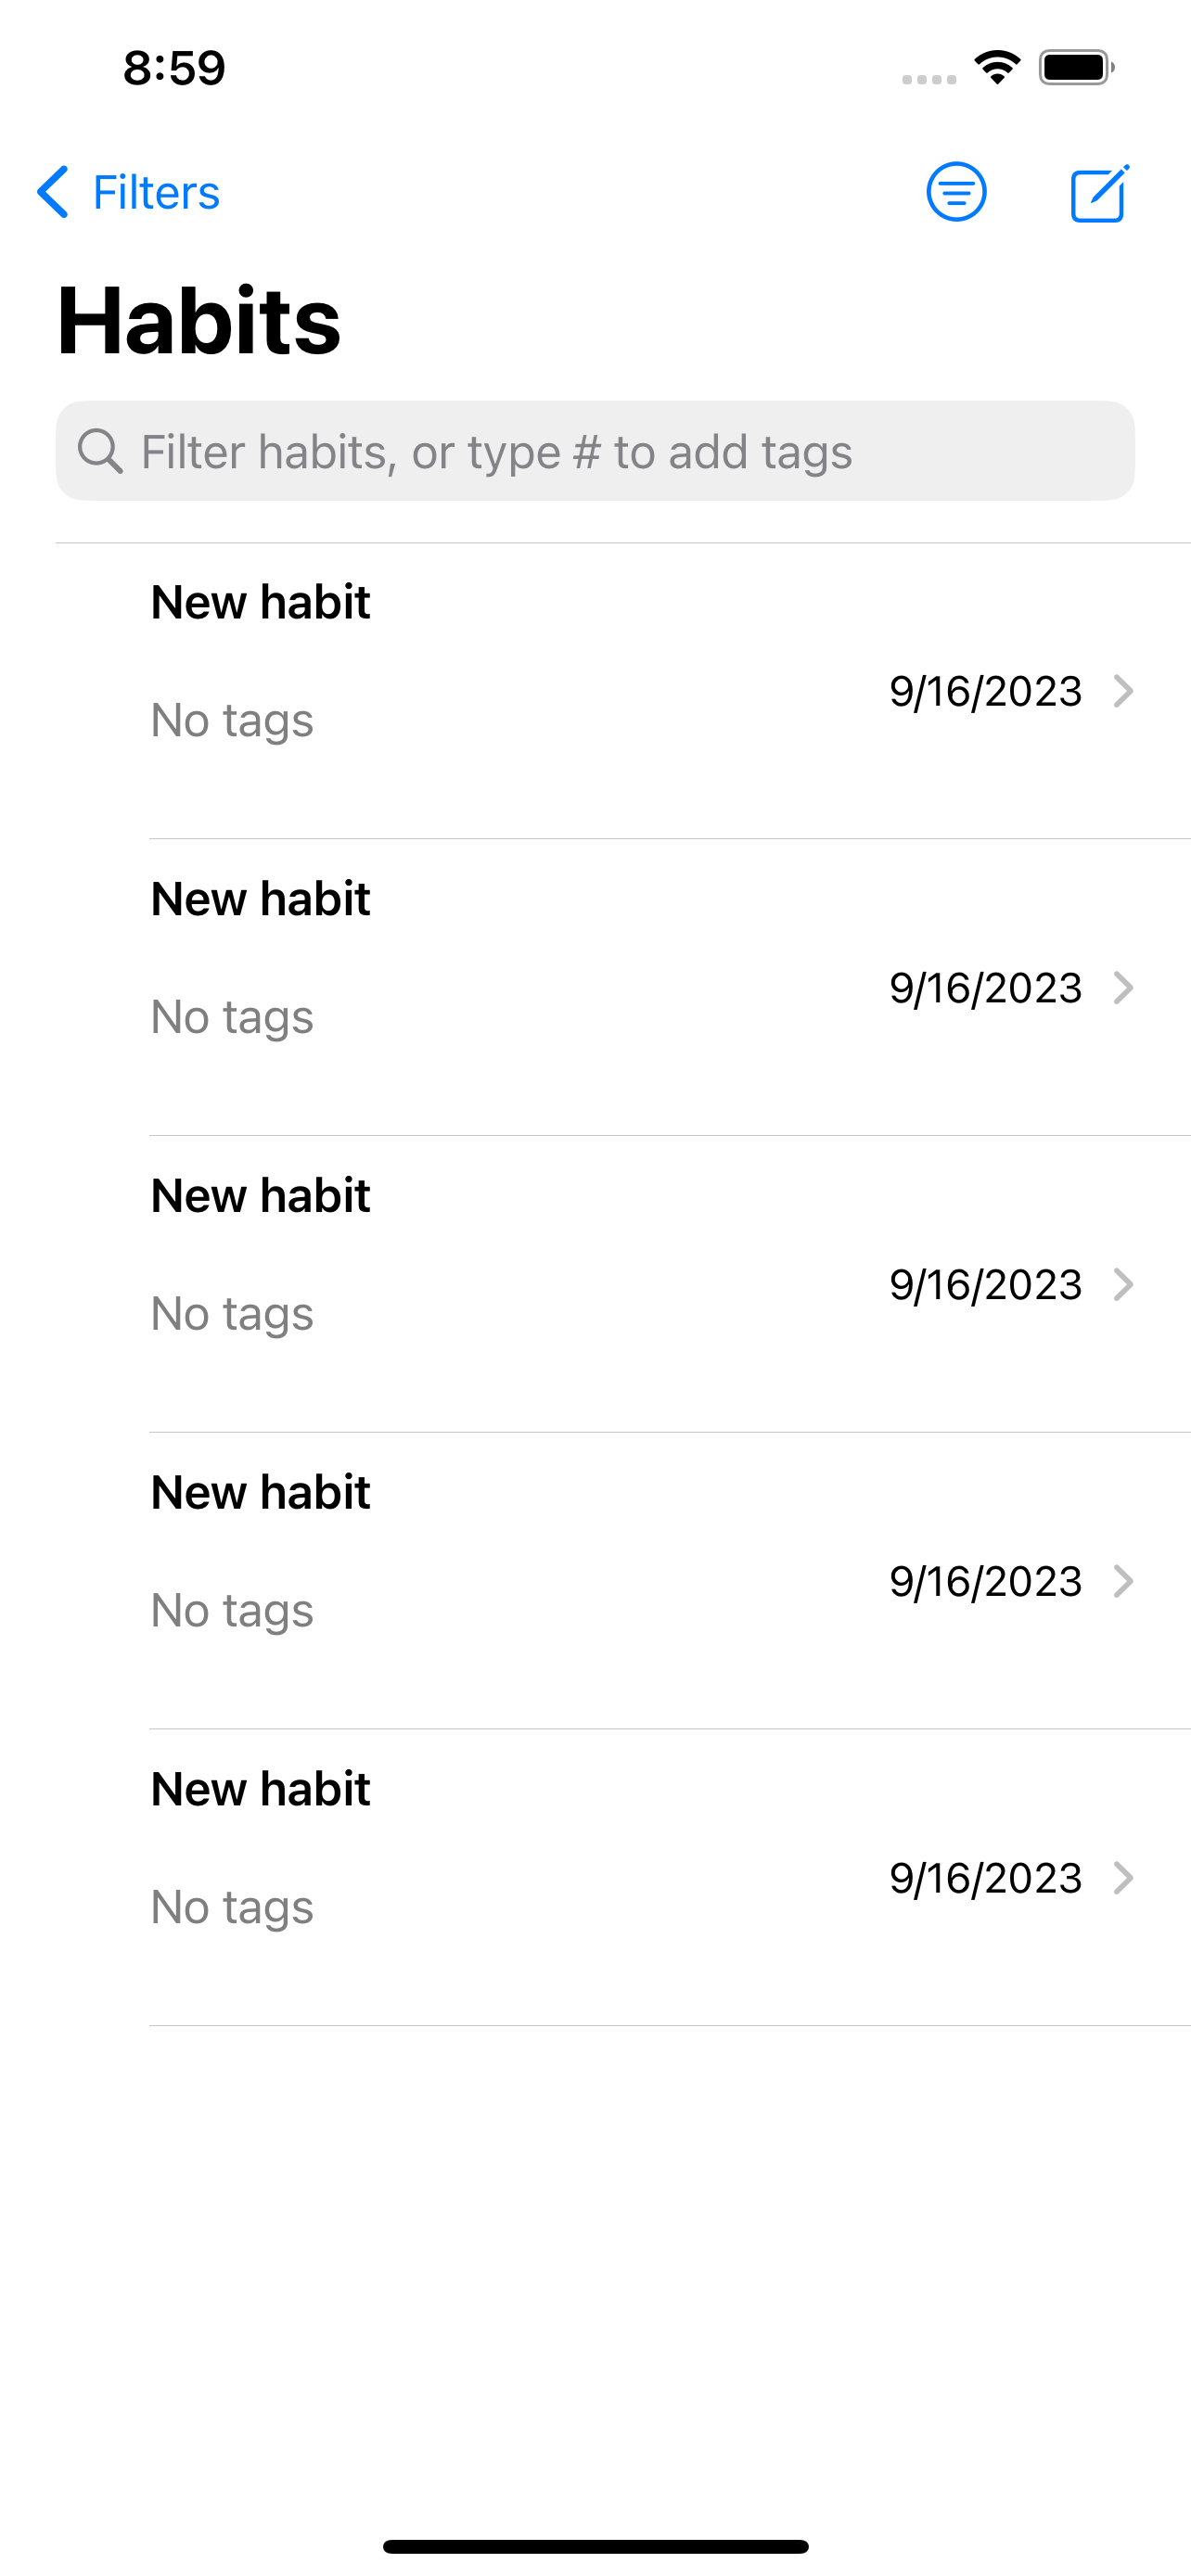 8:59
Filters
Habits
Filter habits, or type # to add tags
New habit
9/16/2023
No tags
New habit
9/16/2023
No tags
New habit
9/16/2023
No tags
New habit
9/16/2023
No tags
New habit
9/16/2023
No tags